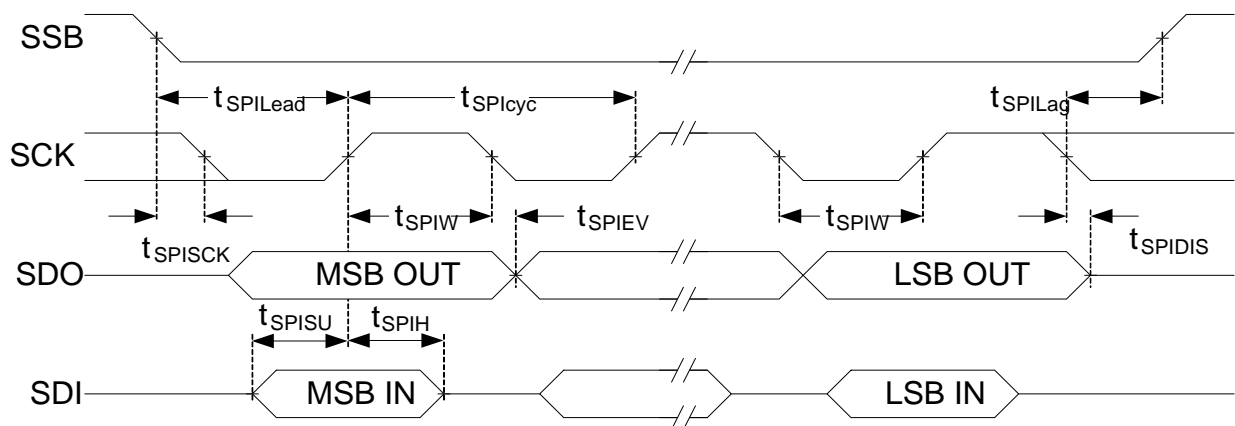 SSB
tSPILead
tSPIcyc
tSPILag
SCK
tSPIW
tSPIEV
tSPIW
tSPISCK
tSPIDIS
SDO
MSB OUT
LSB OUT
tSPISU
tSPIH
SDI
MSB IN
LSB IN